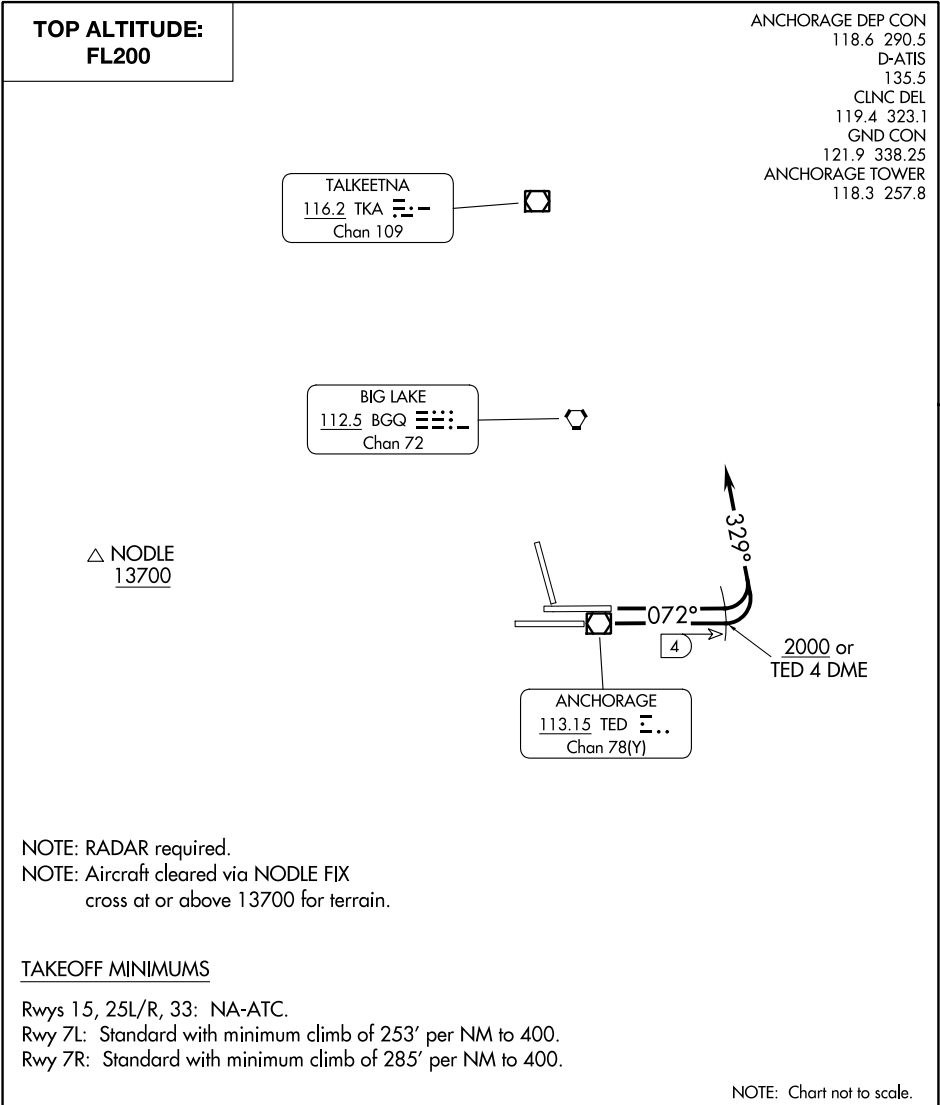 TOP ALTITUDE:
FL200
ANCHORAGE DEP CON
118.6 290.5
D-ATIS
135.5
CLNC DEL
119.4 323.1
GND CON
121.9 338.25
ANCHORAGE TOWER
118.3 257.8
TALKEETNA
116.2 TKA
Chan 109
BIG LAKE
112.5 BGQ
Chan 72
NODLE
13700
329°
072°
4
2000 or
TED 4 DME
ANCHORAGE
113.15 TED
Chan 78(Y)
NOTE: RADAR required.
NOTE: Aircraft cleared via NODLE FIX
cross at or above 13700 for terrain.
TAKEOFF MINIMUMS
Rwys 15, 25L/R, 33: NA-ATC.
Rwy 7L: Standard with minimum climb of 253' per NM to 400.
Rwy 7R: Standard with minimum climb of 285' per NM to 400.
NOTE: Chart not to scale.